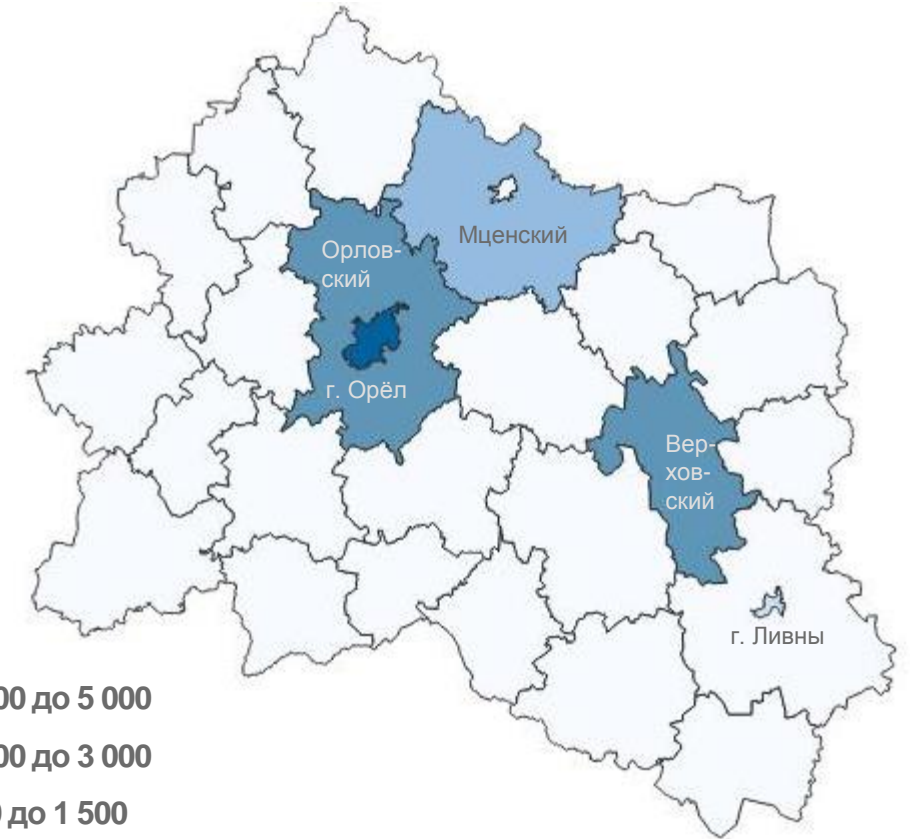 Мценский
Орлов-
ский
г. Орёл
Вер-
хов-
ский
г. Ливны
00 до 5 000
00 до 3 000
до 1 500